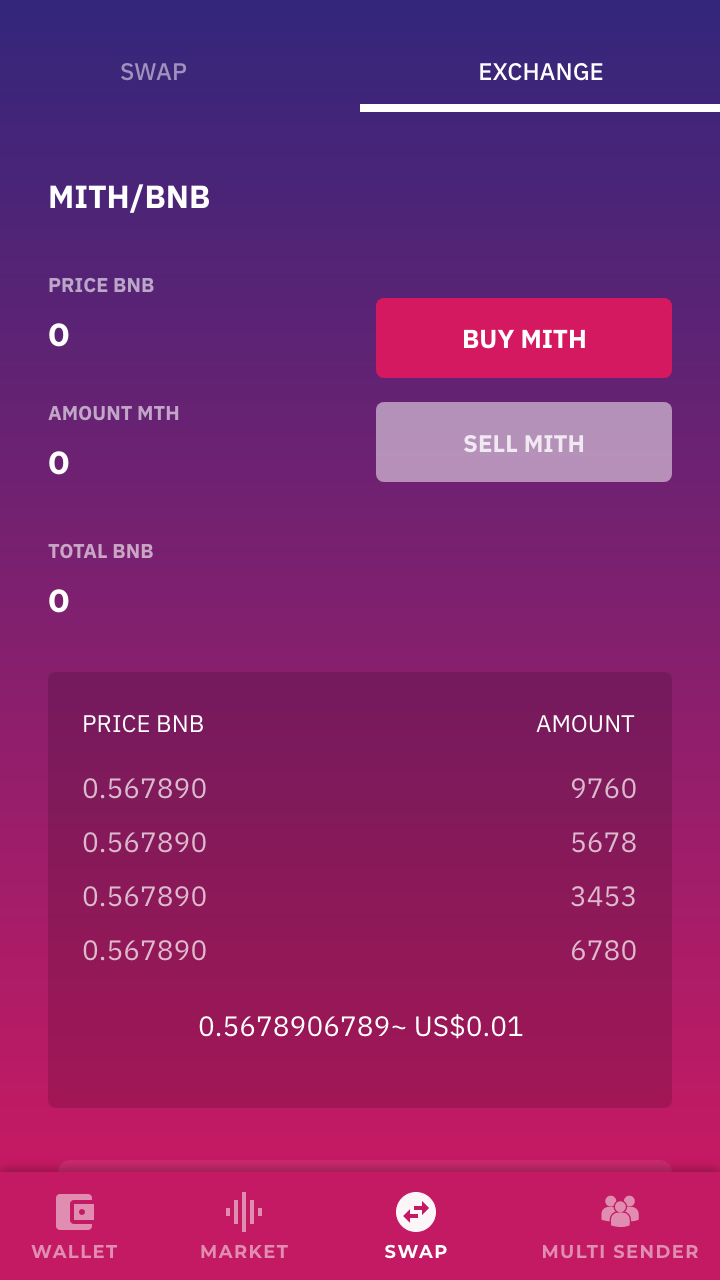 SWAP
EXCHANGE
MITH/BNB
PRICE BNB
0
BUY MITH
AMOUNT MTH
0
SELL MITH
TOTAL BNB
0
PRICE BNB AMOUNT
0.567890 9760
0.567890 5678
0.567890 3453
0.567890 6780
0.5678906789~ US$0.01
WALLET MARKET SWAP MULTI SENDER